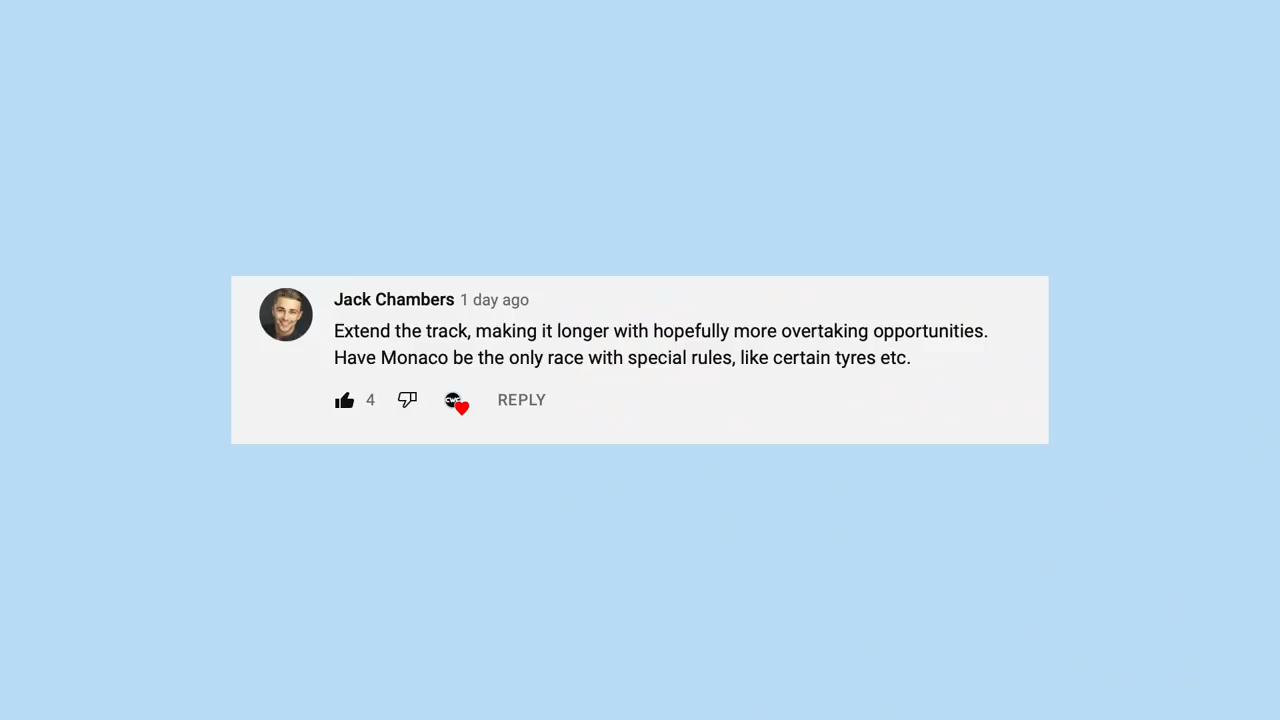 Jack Chambers 1 day ago
Extend the track, making it longer with hopefully more overtaking opportunities.
Have Monaco be the only race with special rules, like certain tyres etc.
4 REPLY